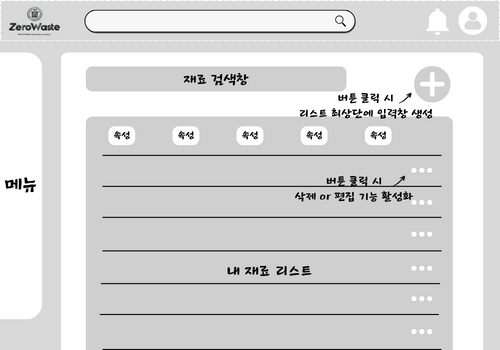 ZeroWaste
재료 검색창
버튼 클릭 시
리스트 최상단에 입력창 생성
속성 속성 속성 속성 속성
메뉴
버튼 클릭 시
삭제 or 편집 기능 활성화
내 재료 리스트